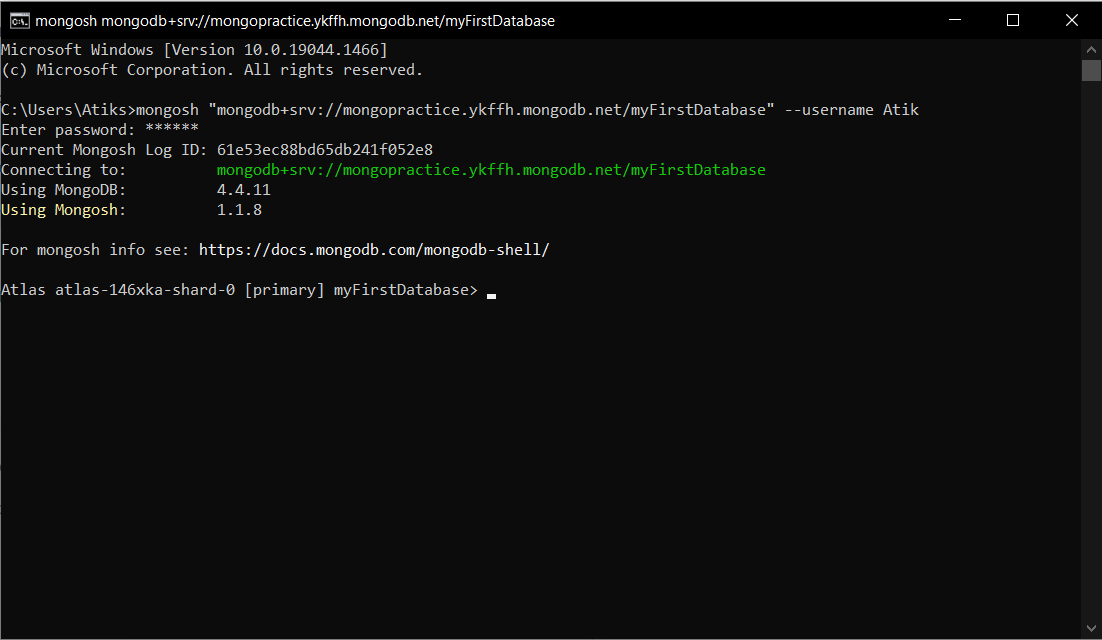 mongosh mongodb+srv://mongopractice.ykffh.mongodb.net/myFirstDatabase
Microsoft Windows [Version 10.0.19044.1466]
(c) Microsoft Corporation. All rights reserved.
C:\Users\Atiks>mongosh "mongodb+srv://mongopractice.ykffh.mongodb.net/myFirstDatabase" --username Atik
Enter password: ******
Current Mongosh Log ID: 61e53ec88bd65db241f052e8
Connecting to: mongodb+srv://mongopractice.ykffh.mongodb.net/myFirstDatabase
Using MongoDB: 4.4.11
Using Mongosh: 1.1.8
For mongosh info see: https://docs.mongodb.com/mongodb-shell/
Atlas atlas-146xka-shard-0 [primary] myFirstDatabase>